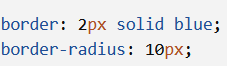 border: 2px solid blue;
border-radius: 10px;